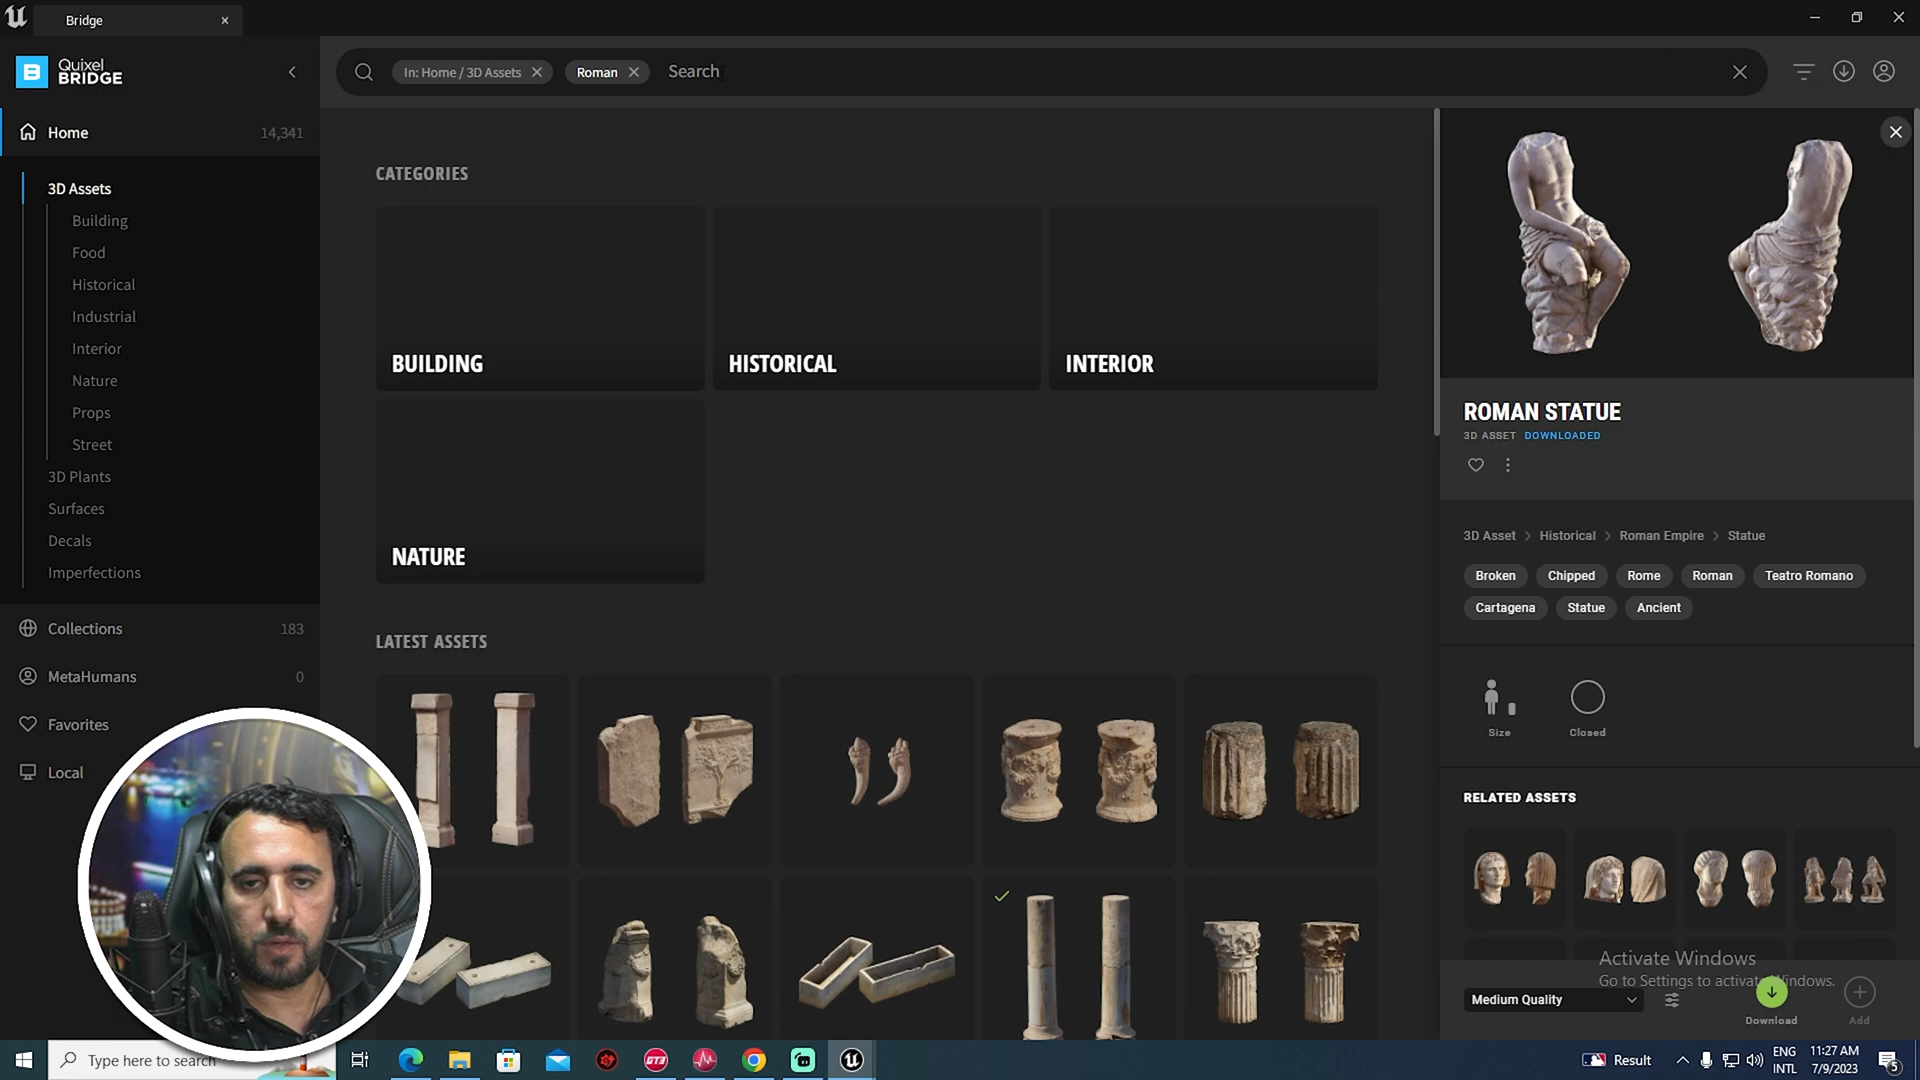 Bridge
Quixel
BRIDGE
In: Home / 3D Assets
Roman
Search
Home
14,341
3D Assets
Building
Food
Historical
Industrial
Interior
Nature
Props
Street
3D Plants
Surfaces
Decals
Imperfections
Collections
183
MetaHumans
0
Favorites
Local
CATEGORIES
BUILDING
HISTORICAL
INTERIOR
NATURE
LATEST ASSETS
ROMAN STATUE
3D ASSET DOWNLOADED
3D Asset > Historical > Roman Empire > Statue
Broken
Chipped
Rome
Roman
Teatro Romano
Cartagena
Statue
Ancient
Size
Closed
RELATED ASSETS
Activate Windows
Go to Settings to activate Windows.
Medium Quality
Download
Add
Type here to search
GT3
Result
ENG
INTL
11:27 AM
7/9/2023
5